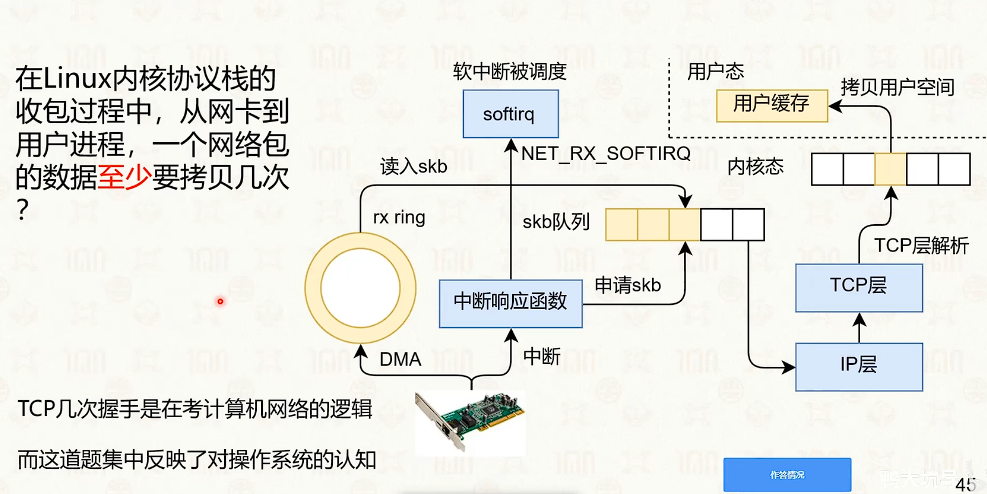 在Linux内核协议栈的
收包过程中，从网卡到
用户进程，一个网络包
的数据至少要拷贝几次
？
软中断被调度
softirq
NET_RX_SOFTIRQ
读入skb
rx ring
skb队列
中断响应函数
申请skb
DMA
中断
用户态
用户缓存
拷贝用户空间
内核态
TCP层解析
TCP层
IP层
TCP几次握手是在考计算机网络的逻辑
而这道题集中反映了对操作系统的认知
作答情况
45